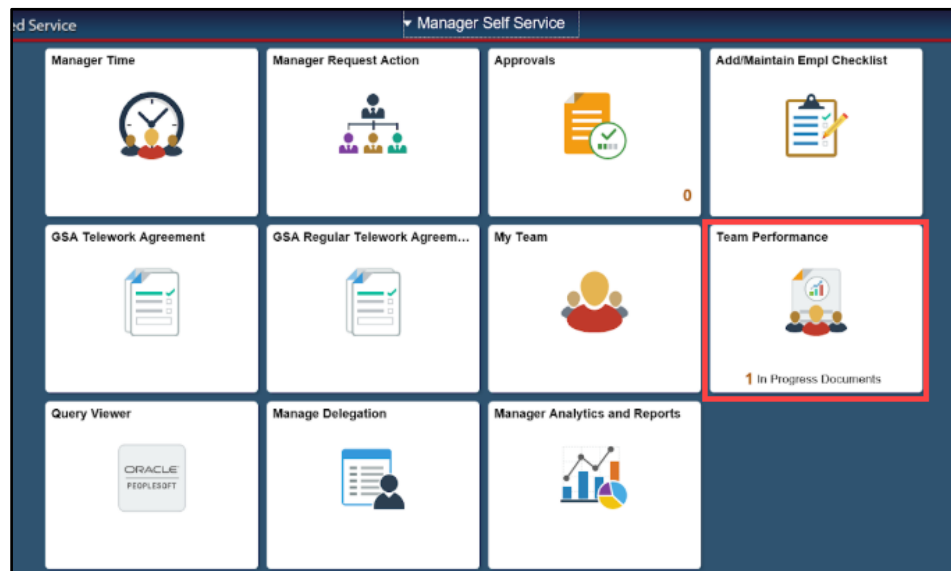 ed Service
Manager Self Service
Manager Time
Manager Request Action
Approvals
Add/Maintain Empl Checklist
0
GSA Telework Agreement
GSA Regular Telework Agreem...
My Team
Team Performance
1 In Progress Documents
Query Viewer
Manage Delegation
Manager Analytics and Reports
ORACLE
PEOPLESOFT